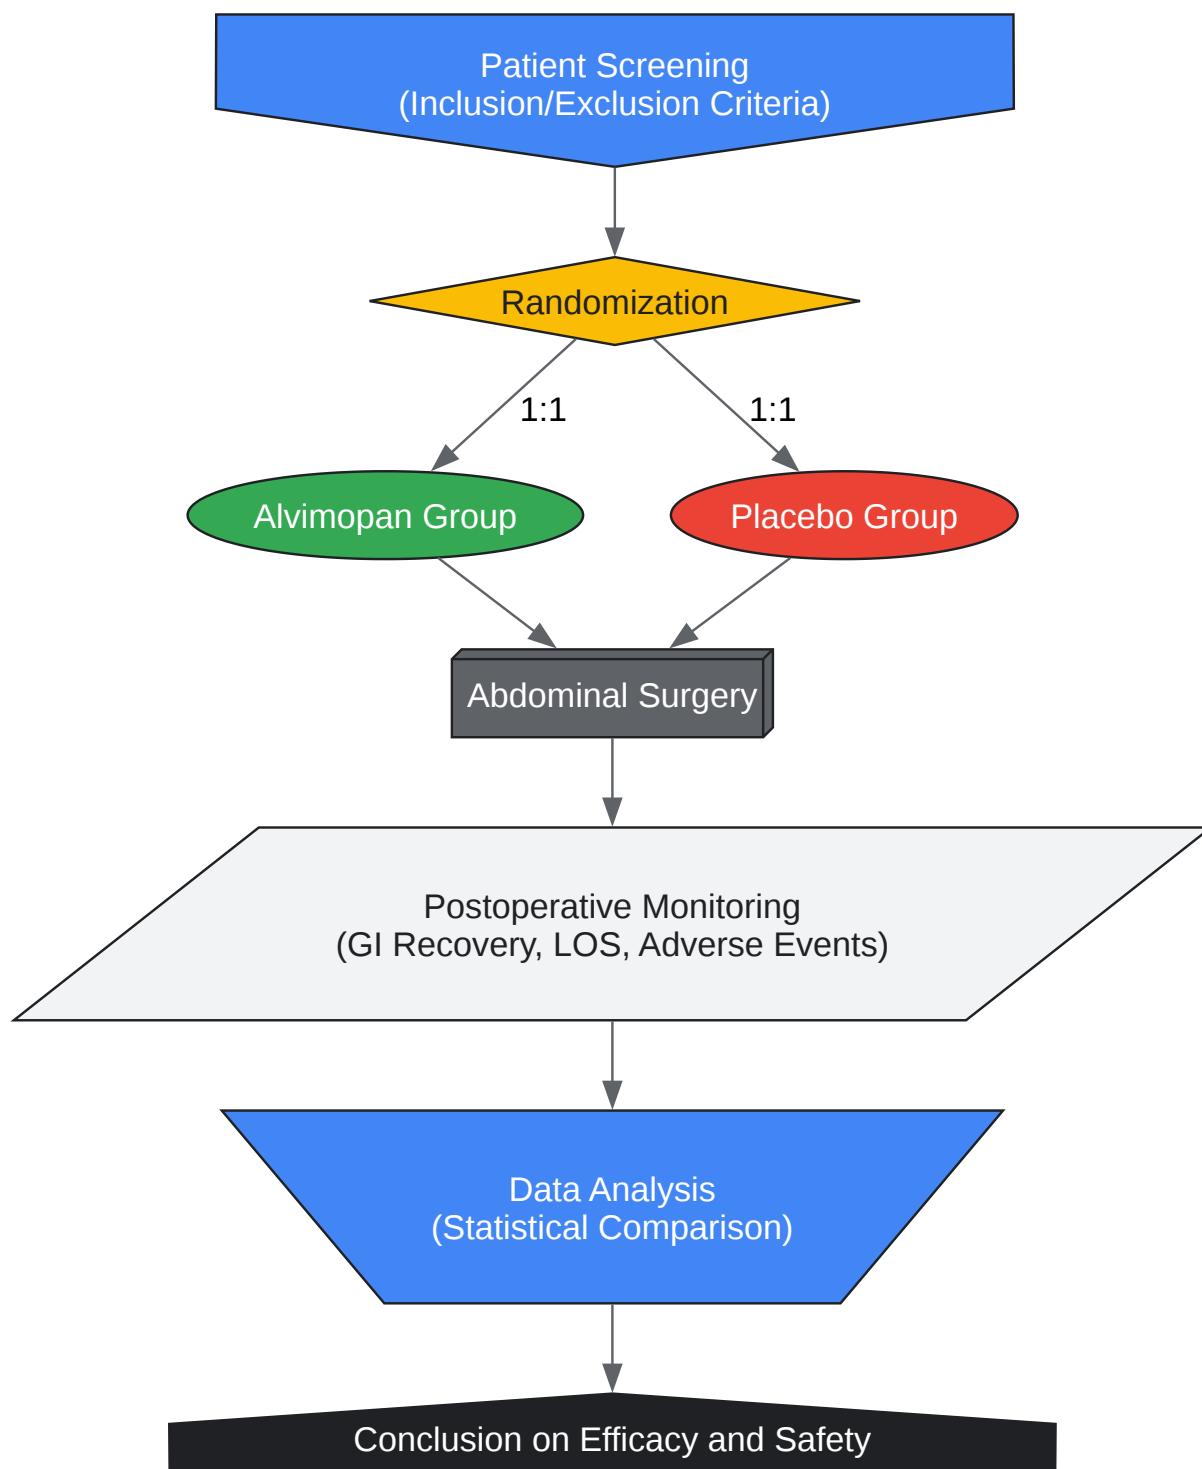 Patient Screening
(Inclusion/Exclusion Criteria)
Randomization
1:1
1:1
Alvimopan Group
Placebo Group
Abdominal Surgery
Postoperative Monitoring
(GI Recovery, LOS, Adverse Events)
Data Analysis
(Statistical Comparison)
Conclusion on Efficacy and Safety